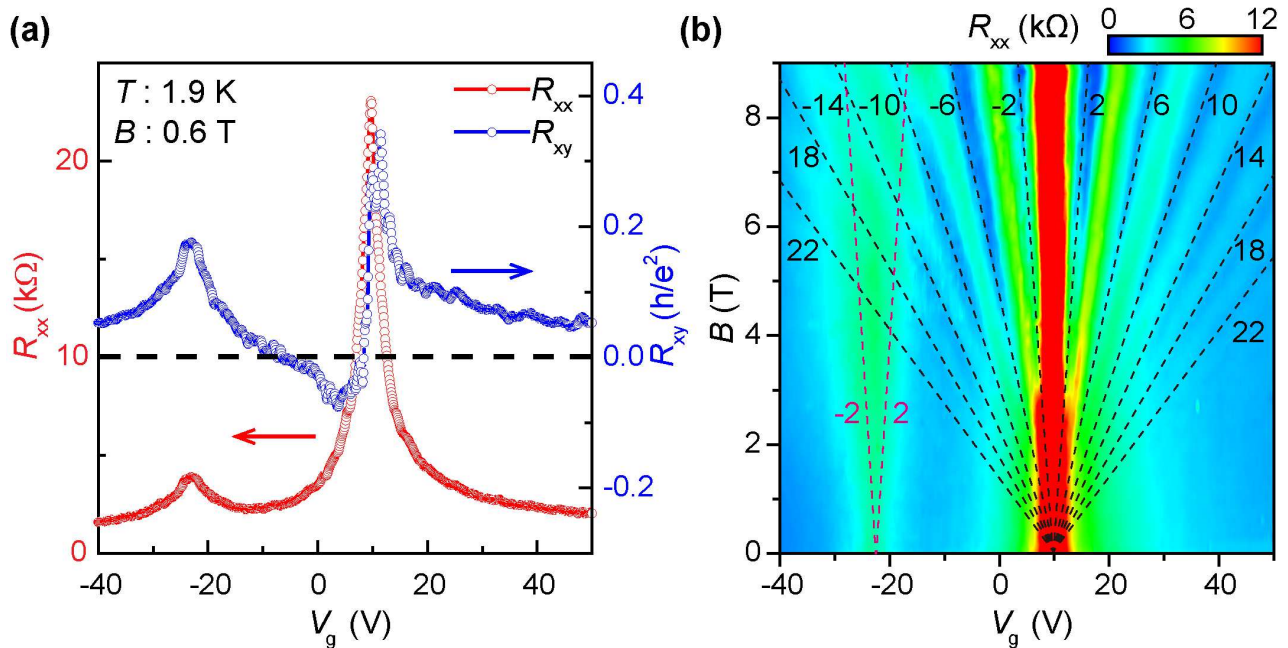 (a)
T : 1.9 K
B : 0.6 T
Rxx
Rxy
20
10
0
Rxx (kΩ)
0.4
0.2
0.0
-0.2
Rxy (h/e²)
-40 -20 0 20 40
Vg (V)
(b)
Rxx (kΩ)
0 6 12
8
6
4
2
0
B (T)
-14 -10 -6 -2 2 6 10
18 14
22 18
22
-2 2
-40 -20 0 20 40
Vg (V)